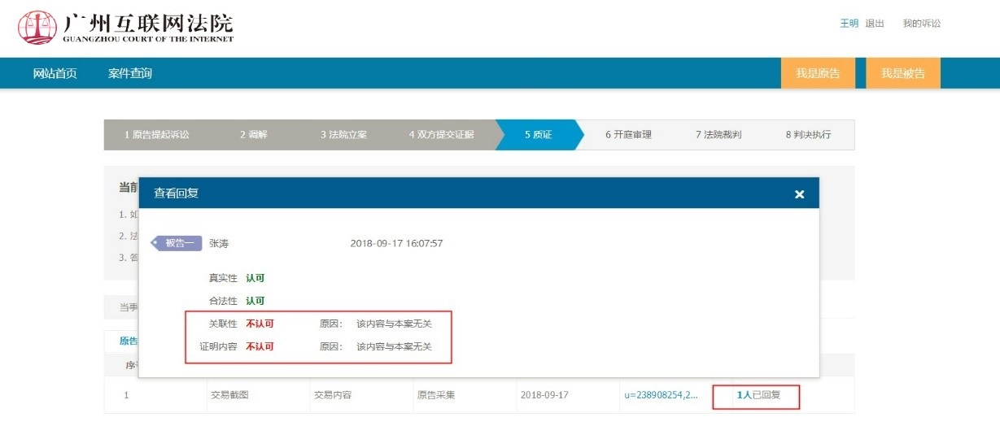 广州互联网法院
GUANGZHOU COURT OF THE INTERNET
王明 退出 我的诉讼
网站首页 案件查询 我是原告 我是被告
1 原告提起诉讼 2 调解 3 法院立案 4 双方提交证据 5 质证 6 开庭审理 7 法院裁判 8 判决执行
当前
查看回复 ×
1. 如
2. 法
被告一 张涛 2018-09-17 16:07:57
3. 答
真实性 认可
合法性 认可
当事
关联性 不认可 原因： 该内容与本案无关
原告
证明内容 不认可 原因： 该内容与本案无关
序
1 交易截图 交易内容 原告采集 2018-09-17 u=238908254,2... 1人已回复